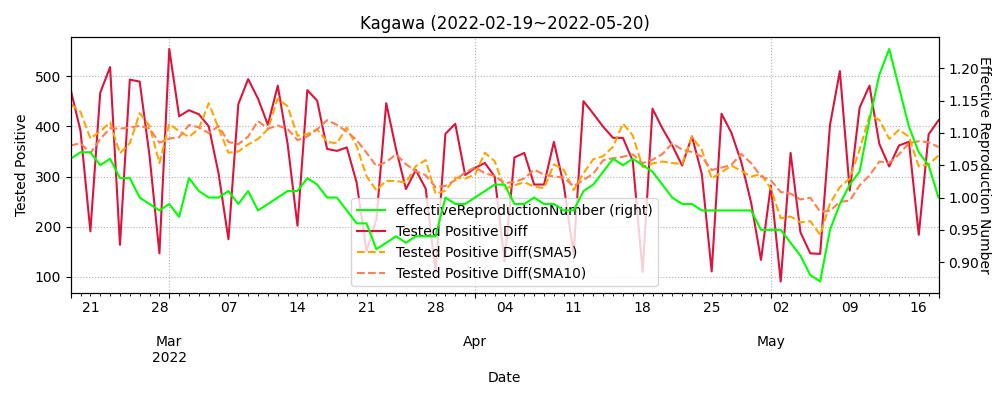 Kagawa (2022-02-19~2022-05-20)
Tested Positive
500
400
300
200
100
1.20
1.15
1.10
1.05
1.00
0.95
0.90
Effective Reproduction Number
effectiveReproductionNumber (right)
Tested Positive Diff
Tested Positive Diff(SMA5)
Tested Positive Diff(SMA10)
21 28 07 14 21 28 04 11 18 25 02 09 16
Mar Apr May
2022
Date